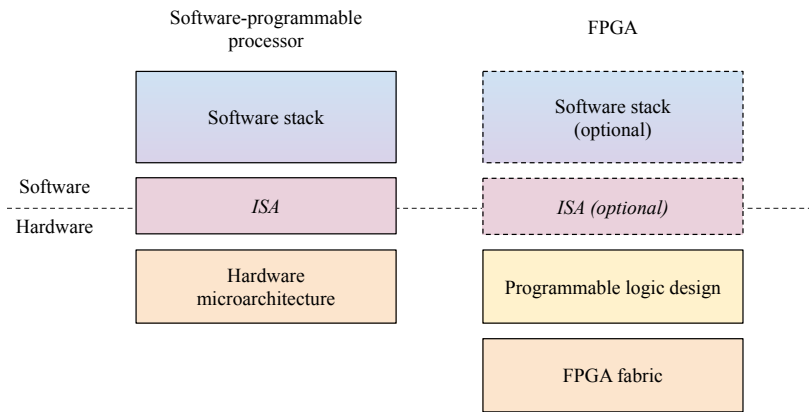 Software-programmable
processor
FPGA
Software stack
Software stack
(optional)
Software
Hardware
ISA
ISA (optional)
Hardware
microarchitecture
Programmable logic design
FPGA fabric